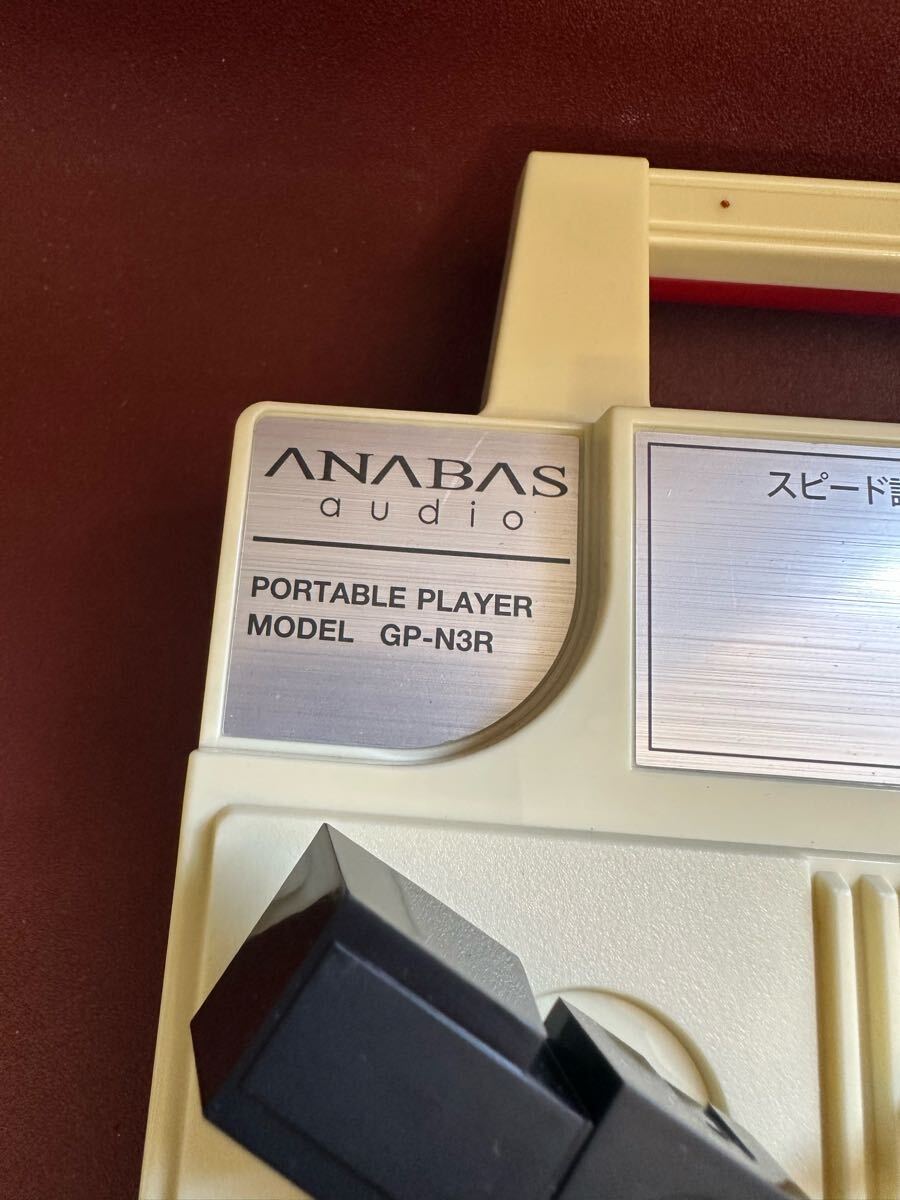 ANABAS
audio
PORTABLE PLAYER
MODEL GP-N3R
スピード